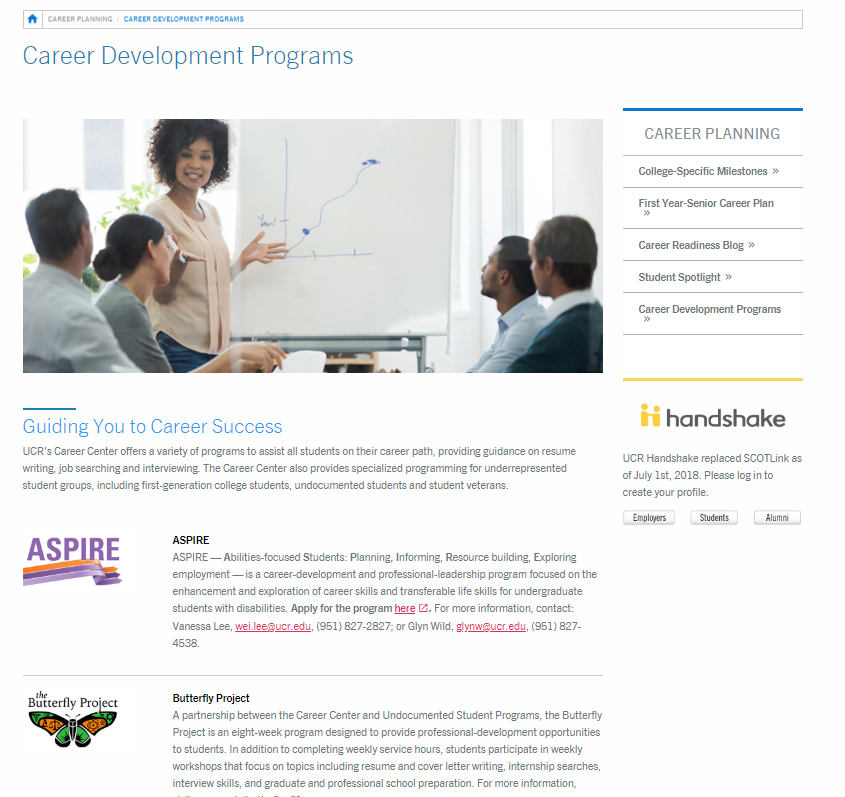 CAREER PLANNING / CAREER DEVELOPMENT PROGRAMS
Career Development Programs
CAREER PLANNING
College-Specific Milestones »
First Year-Senior Career Plan
»
Career Readiness Blog »
Student Spotlight »
Career Development Programs
»
handshake
UCR Handshake replaced SCOTLink as
of July 1st, 2018. Please log in to
create your profile.
Employers Students Alumni
Guiding You to Career Success
UCR's Career Center offers a variety of programs to assist all students on their career path, providing guidance on resume
writing, job searching and interviewing. The Career Center also provides specialized programming for underrepresented
student groups, including first-generation college students, undocumented students and student veterans.
ASPIRE
ASPIRE
ASPIRE — Abilities-focused Students: Planning, Informing, Resource building, Exploring
employment — is a career-development and professional-leadership program focused on the
enhancement and exploration of career skills and transferable life skills for undergraduate
students with disabilities. Apply for the program here. For more information, contact:
Vanessa Lee, wei.lee@ucr.edu, (951) 827-2827; or Glyn Wild, glynw@ucr.edu, (951) 827-
4538.
the
Butterfly Project
Butterfly Project
A partnership between the Career Center and Undocumented Student Programs, the Butterfly
Project is an eight-week program designed to provide professional-development opportunities
to students. In addition to completing weekly service hours, students participate in weekly
workshops that focus on topics including resume and cover letter writing, internship searches,
interview skills, and graduate and professional school preparation. For more information,